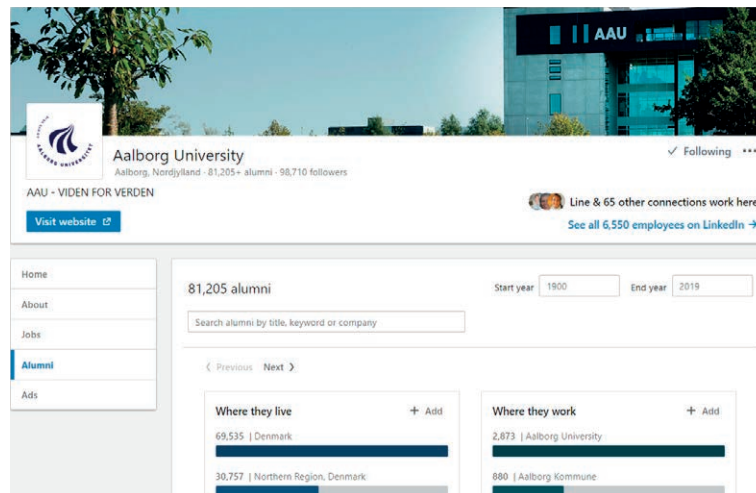 AAU
AALBORG UNIVERSITET
Aalborg University
Aalborg, Nordjylland · 81,205+ alumni · 98,710 followers
✓ Following •••
AAU - VIDEN FOR VERDEN
Line & 65 other connections work here
Visit website
See all 6,550 employees on LinkedIn →
Home
About
Jobs
Alumni
Ads
81,205 alumni
Start year 1900 End year 2019
Search alumni by title, keyword or company
< Previous Next >
Where they live + Add
69,535 | Denmark
30,757 | Northern Region, Denmark
Where they work + Add
2,873 | Aalborg University
880 | Aalborg Kommune